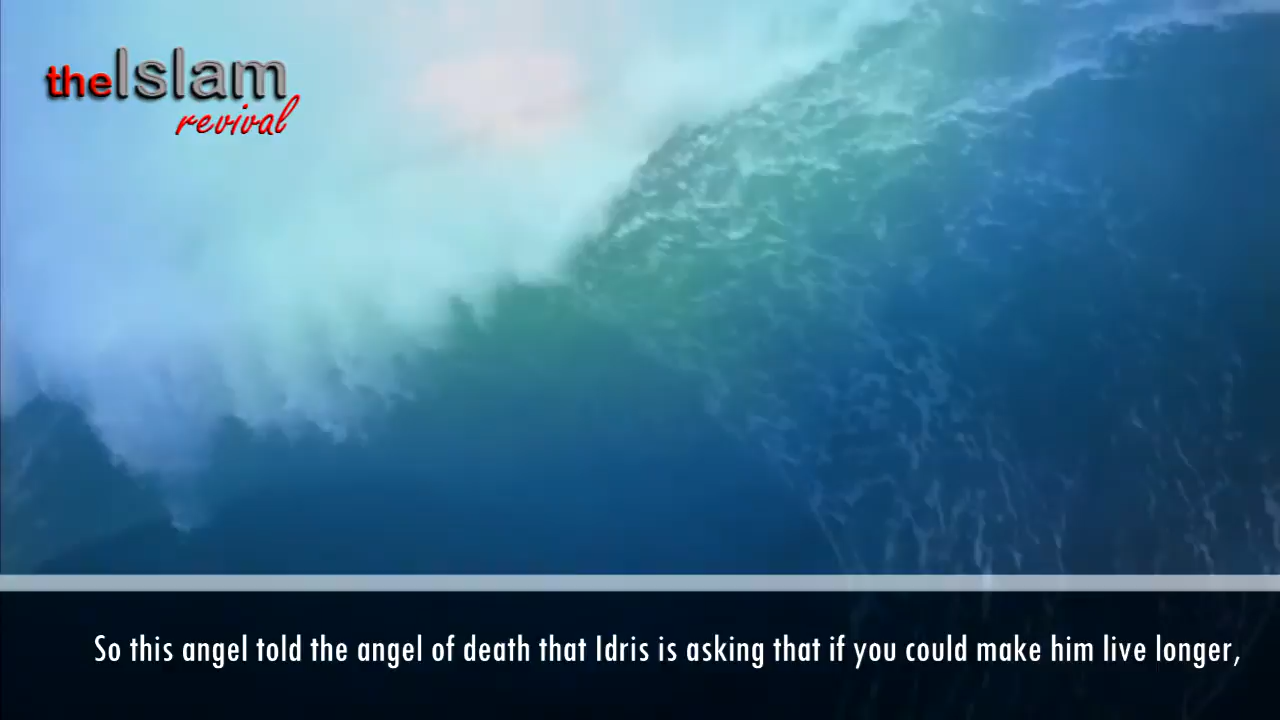 theIslam
revival
So this angel told the angel of death that Idris is asking that if you could make him live longer,